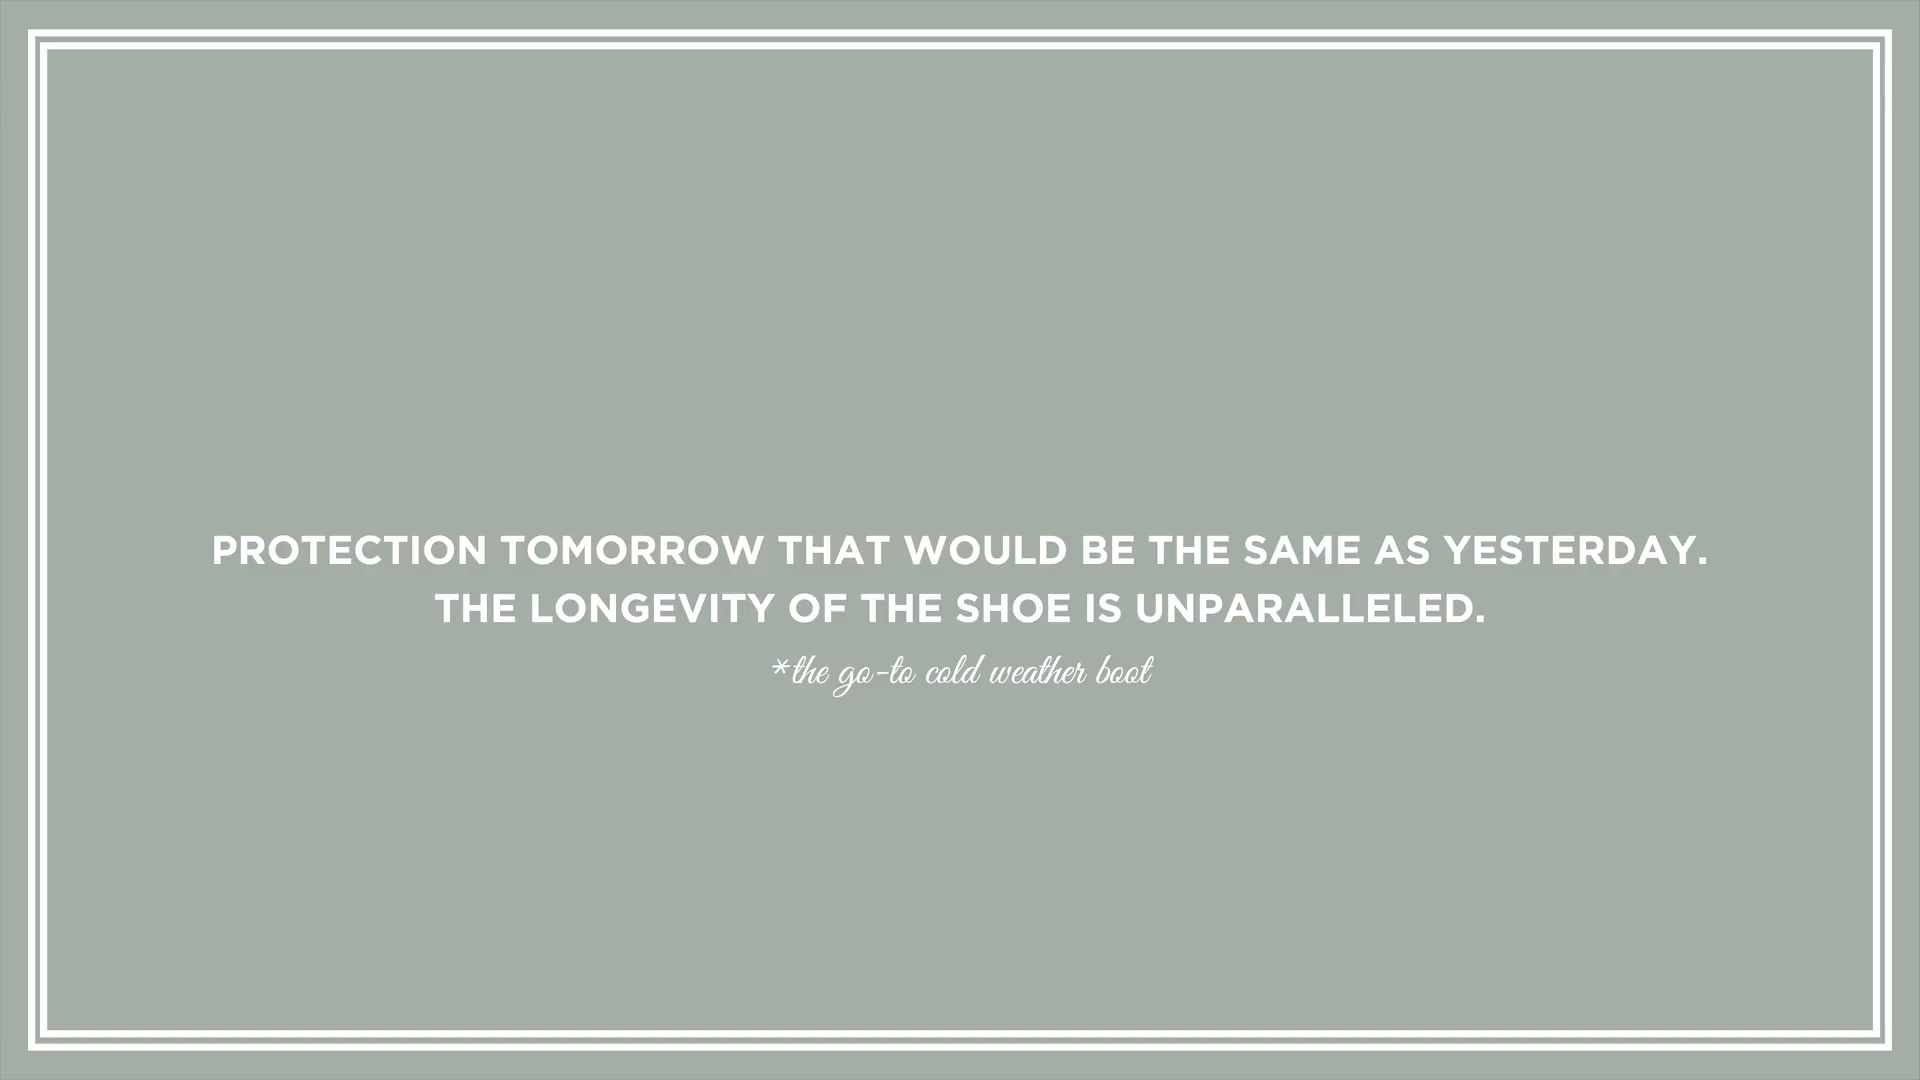 PROTECTION TOMORROW THAT WOULD BE THE SAME AS YESTERDAY.
THE LONGEVITY OF THE SHOE IS UNPARALLELED.
*the go-to cold weather boot